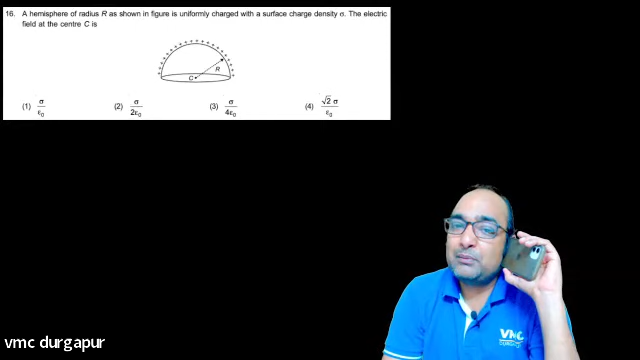 16. A hemisphere of radius R as shown in figure is uniformly charged with a surface charge density σ. The electric
field at the centre C is
R
C
(1) σ/ε₀ (2) σ/2ε₀ (3) σ/4ε₀ (4) √2 σ/ε₀
VMC
DURGAPUR
vmc durgapur